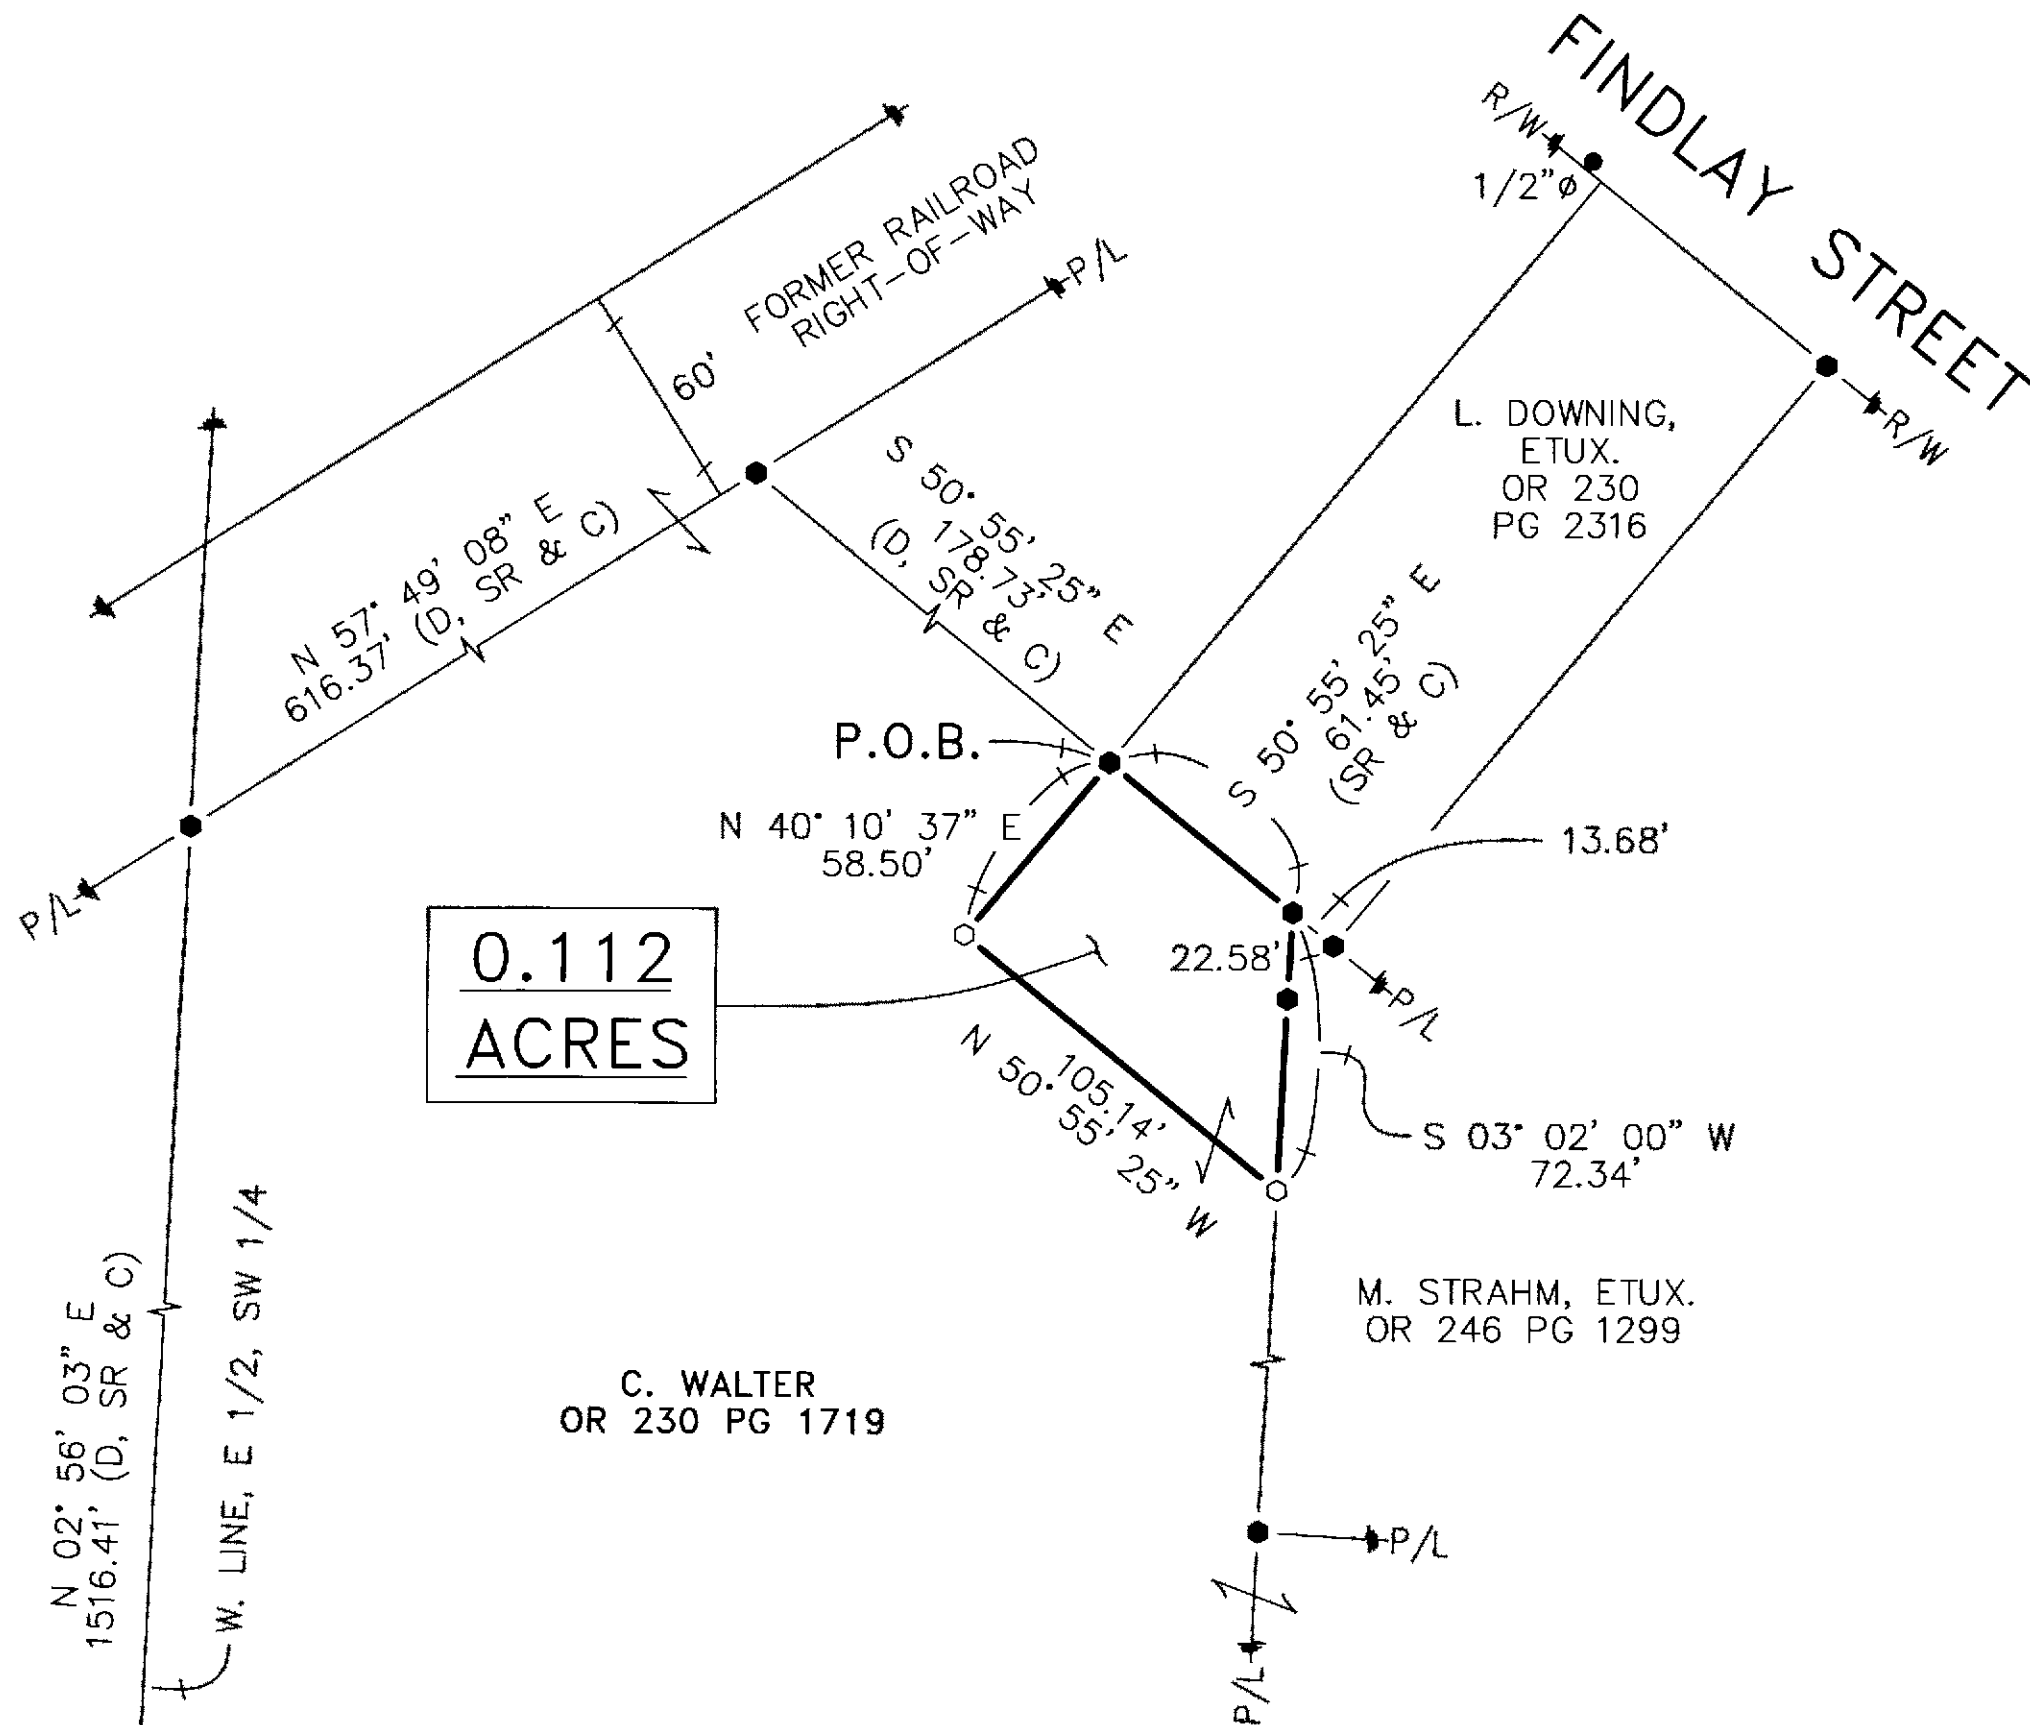 FINDLAY STREET
R/W
1/2"ø
FORMER RAILROAD
RIGHT-OF-WAY
P/L
60'
R/W
L. DOWNING,
ETUX.
OR 230
PG 2316
S 50° 55' 25" E
178.73'
(D, SR & C)
N 57° 49' 08" E
616.37' (D, SR & C)
S 50° 55' 25" E
61.45'
(SR & C)
P.O.B.
N 40° 10' 37" E
58.50'
13.68'
P/L
0.112
ACRES
22.58'
P/L
105.14'
N 50° 55' 25" W
S 03° 02' 00" W
72.34'
N 02° 56' 03" E
1516.41' (D, SR & C)
W. LINE, E 1/2, SW 1/4
M. STRAHM, ETUX.
OR 246 PG 1299
C. WALTER
OR 230 PG 1719
P/L
P/L